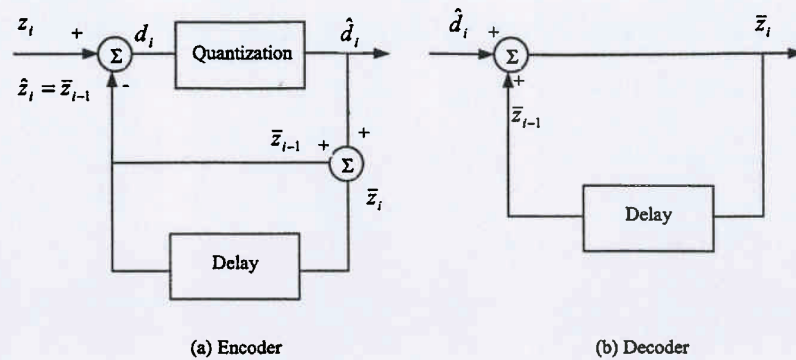 z_i + d_i Quantization d̂_i
ẑ_i = z̄_{i-1} Σ -
z̄_{i-1} + + Σ
z̄_i
Delay
(a) Encoder
d̂_i + Σ z̄_i
+
z̄_{i-1}
Delay
(b) Decoder